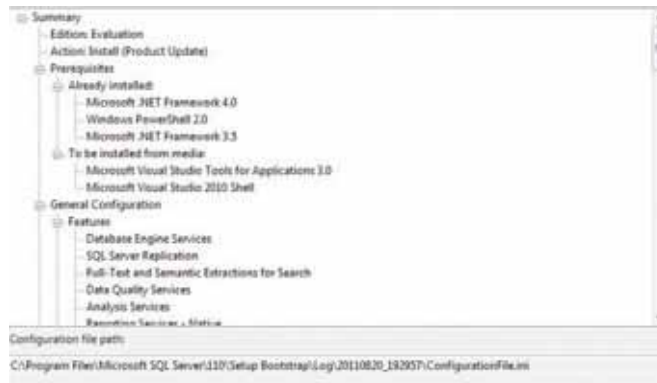 Summary
Edition: Evaluation
Action: Install (Product Update)
Prerequisites
Already installed:
Microsoft .NET Framework 4.0
Windows PowerShell 2.0
Microsoft .NET Framework 3.5
To be installed from media:
Microsoft Visual Studio Tools for Applications 3.0
Microsoft Visual Studio 2010 Shell
General Configuration
Features
Database Engine Services
SQL Server Replication
Full-Text and Semantic Extractions for Search
Data Quality Services
Analysis Services
Reporting Services - Native
Configuration file path:
C:\Program Files\Microsoft SQL Server\110\Setup Bootstrap\Log\20110820_192957\ConfigurationFile.ini